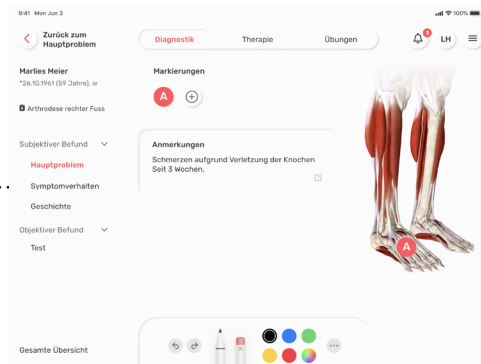 9:41 Mon Jun 3
100%
Zurück zum
Hauptproblem
Diagnostik Therapie Übungen
9
LH
Marlies Meier
*26.10.1961 (59 Jahre), w
Arthrodese rechter Fuss
Markierungen
A
Subjektiver Befund
Hauptproblem
Symptomverhalten
Geschichte
Objektiver Befund
Test
Anmerkungen
Schmerzen aufgrund Verletzung der Knochen
Seit 3 Wochen.
A
Gesamte Übersicht